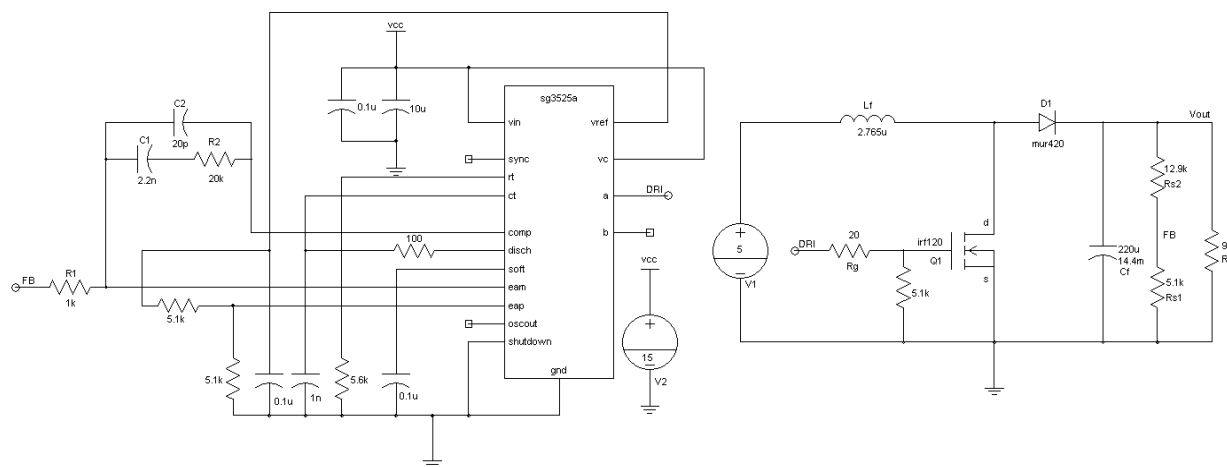 vcc
sg3525a
0.1u
10u
vin
vref
sync
vc
rt
ct
a
DRI
comp
b
disch
soft
eam
eap
oscout
shutdown
gnd
C2
20p
C1
2.2n
R2
20k
100
FB
R1
1k
5.1k
5.1k
0.1u
1n
5.6k
0.1u
vcc
15
V2
Lf
2.765u
D1
mur420
Vout
12.9k
Rs2
5
V1
DRI
20
Rg
irf120
Q1
d
s
5.1k
FB
220u
14.4m
Cf
5.1k
Rs1
9
R